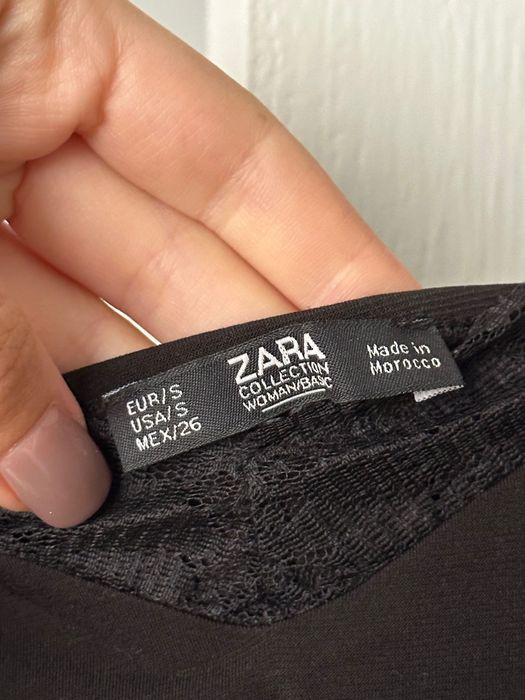 EUR/S
USA/S
MEX/26
ZARA
COLLECTION
WOMAN/BASIC
Made in
Morocco